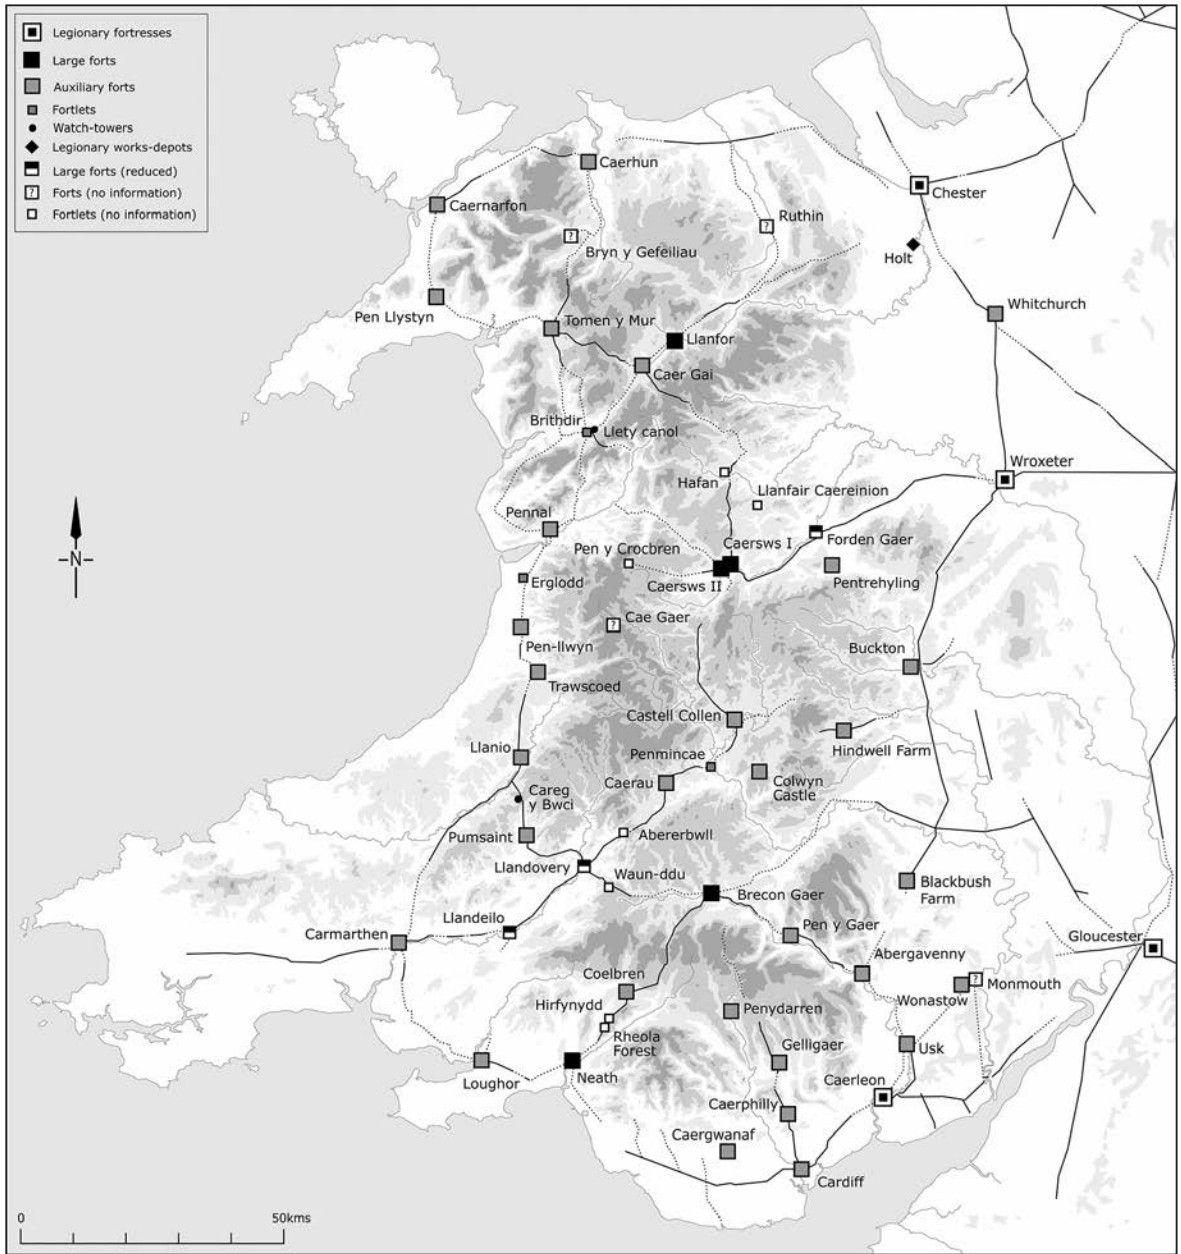 Legionary fortresses
Large forts
Auxiliary forts
Fortlets
Watch-towers
Legionary works-depots
Large forts (reduced)
? Forts (no information)
Fortlets (no information)
Caerhun
Chester
Caernarfon
Ruthin
?
?
Bryn y Gefeiliau
Holt
Pen Llystyn
Whitchurch
Tomen y Mur
Llanfor
Caer Gai
Brithdir
Llety canol
Wroxeter
Hafan
Llanfair Caereinion
Pennal
Caersws I
Forden Gaer
-N-
Pen y Crocbren
Erglodd
Caersws II
Pentrehyling
Cae Gaer
?
Pen-llwyn
Buckton
Trawscoed
Castell Collen
Llanio
Hindwell Farm
Penmincae
Caerau
Colwyn
Castle
Careg
y Bwci
Pumsaint
Abererbwll
Llandovery
Waun-ddu
Brecon Gaer
Blackbush
Farm
Llandeilo
Carmarthen
Pen y Gaer
Gloucester
Abergavenny
Coelbren
?
Monmouth
Wonastow
Hirfynydd
Penydarren
Rheola
Forest
Gelligaer
Usk
Loughor
Neath
Caerleon
Caerphilly
Caergwanaf
Cardiff
0
50kms